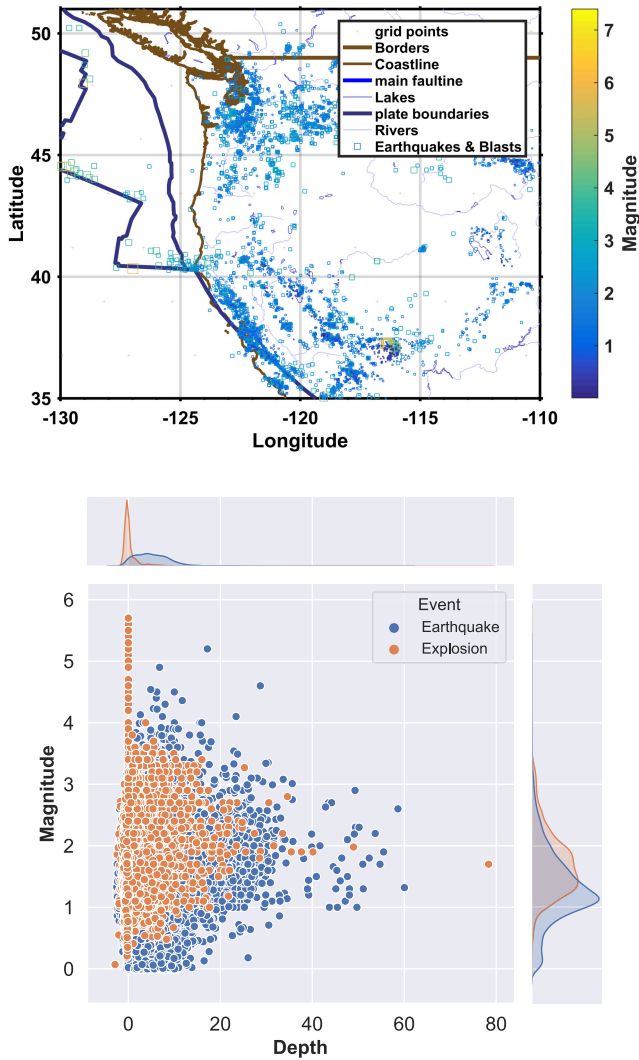 50
45
40
35
Latitude
-130
-125
-120
-115
-110
Longitude
grid points
Borders
Coastline
main faultine
Lakes
plate boundaries
Rivers
Earthquakes & Blasts
7
6
5
4
3
2
1
Magnitude
6
5
4
3
2
1
0
Magnitude
Event
Earthquake
Explosion
0
20
40
60
80
Depth